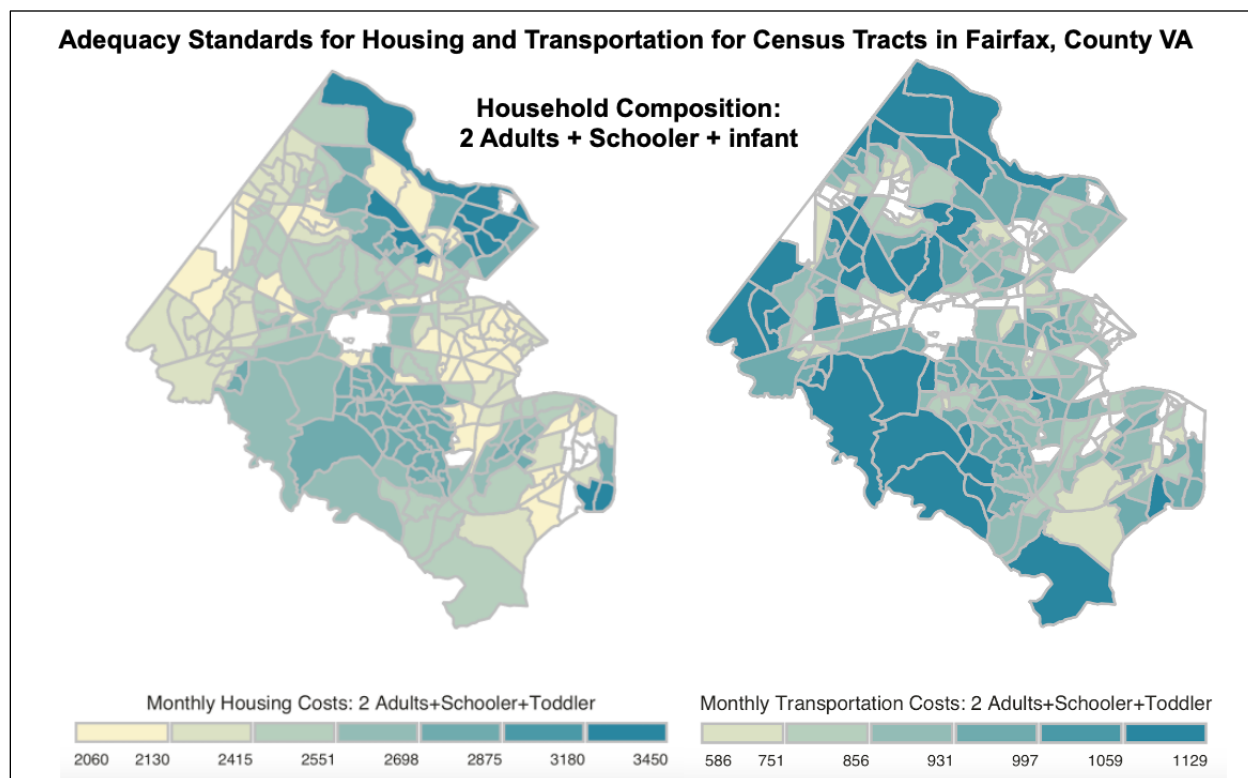 Adequacy Standards for Housing and Transportation for Census Tracts in Fairfax, County VA
Household Composition:
2 Adults + Schooler + infant
Monthly Housing Costs: 2 Adults+Schooler+Toddler
2060 2130 2415 2551 2698 2875 3180 3450
Monthly Transportation Costs: 2 Adults+Schooler+Toddler
586 751 856 931 997 1059 1129